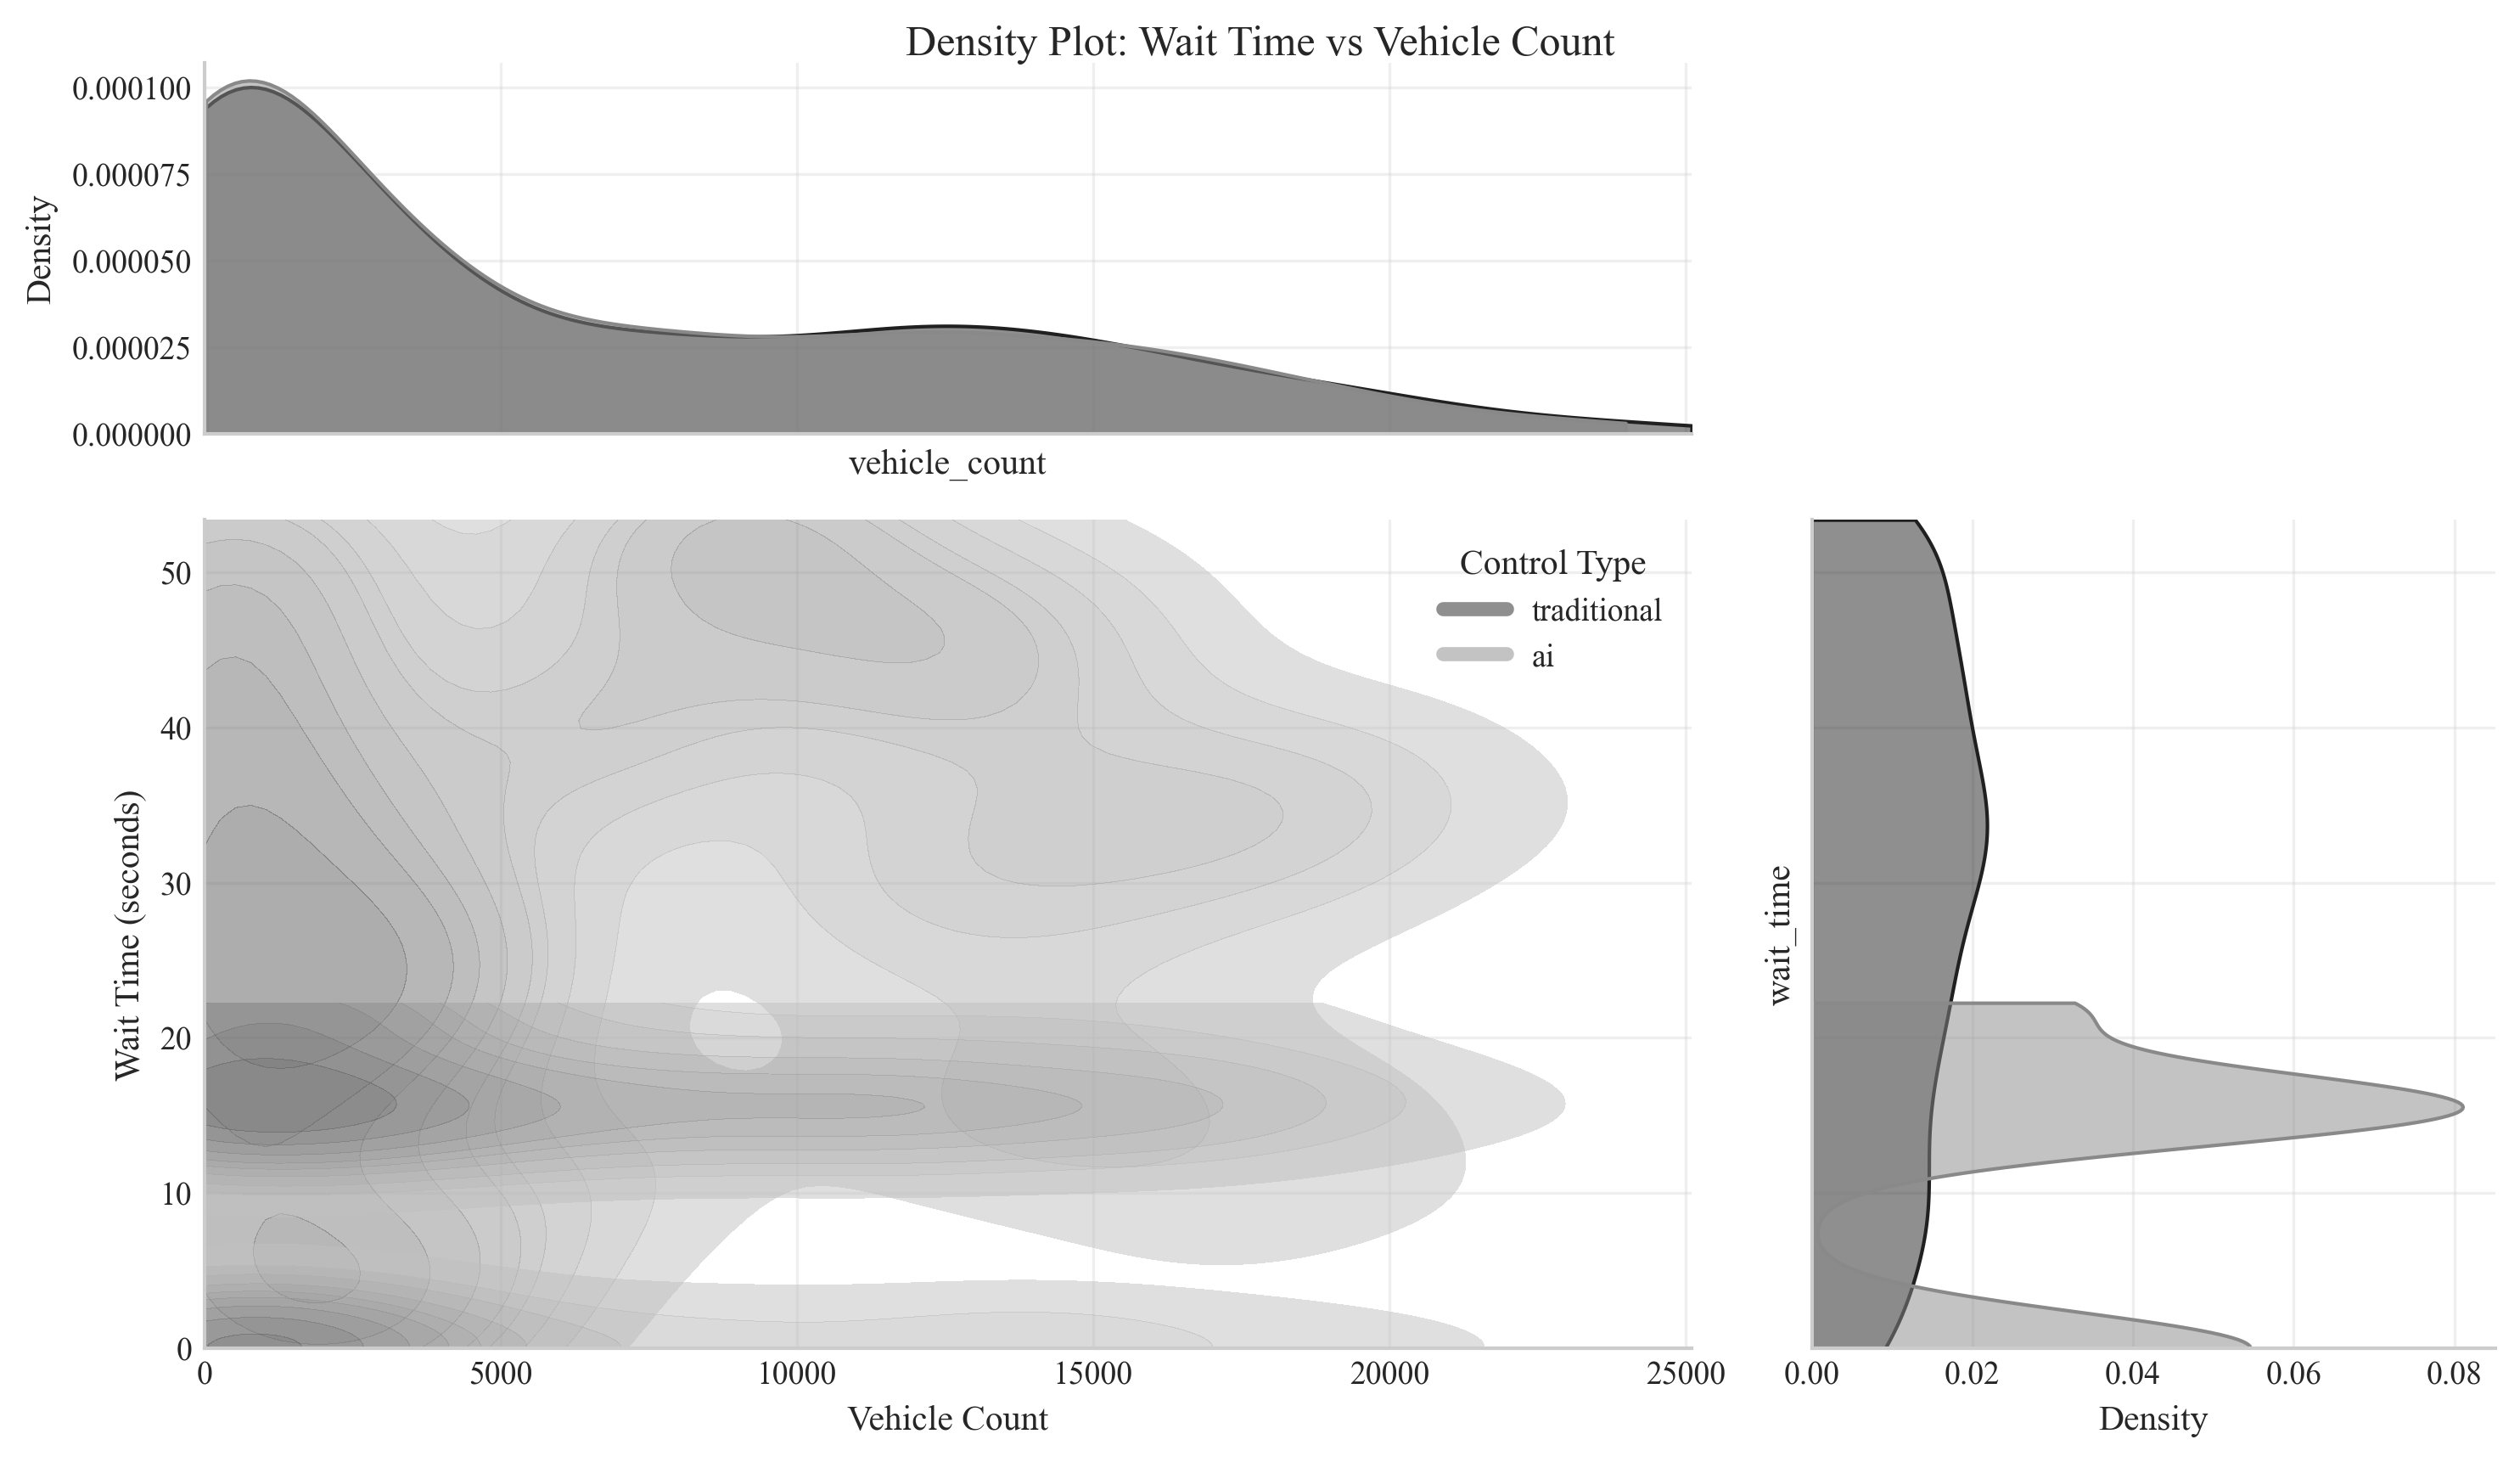 Density Plot: Wait Time vs Vehicle Count
Density
0.000100
0.000075
0.000050
0.000025
0.000000
vehicle_count
Wait Time (seconds)
50
40
30
20
10
0
0 5000 10000 15000 20000 25000
Vehicle Count
Control Type
traditional
ai
wait_time
0.00 0.02 0.04 0.06 0.08
Density